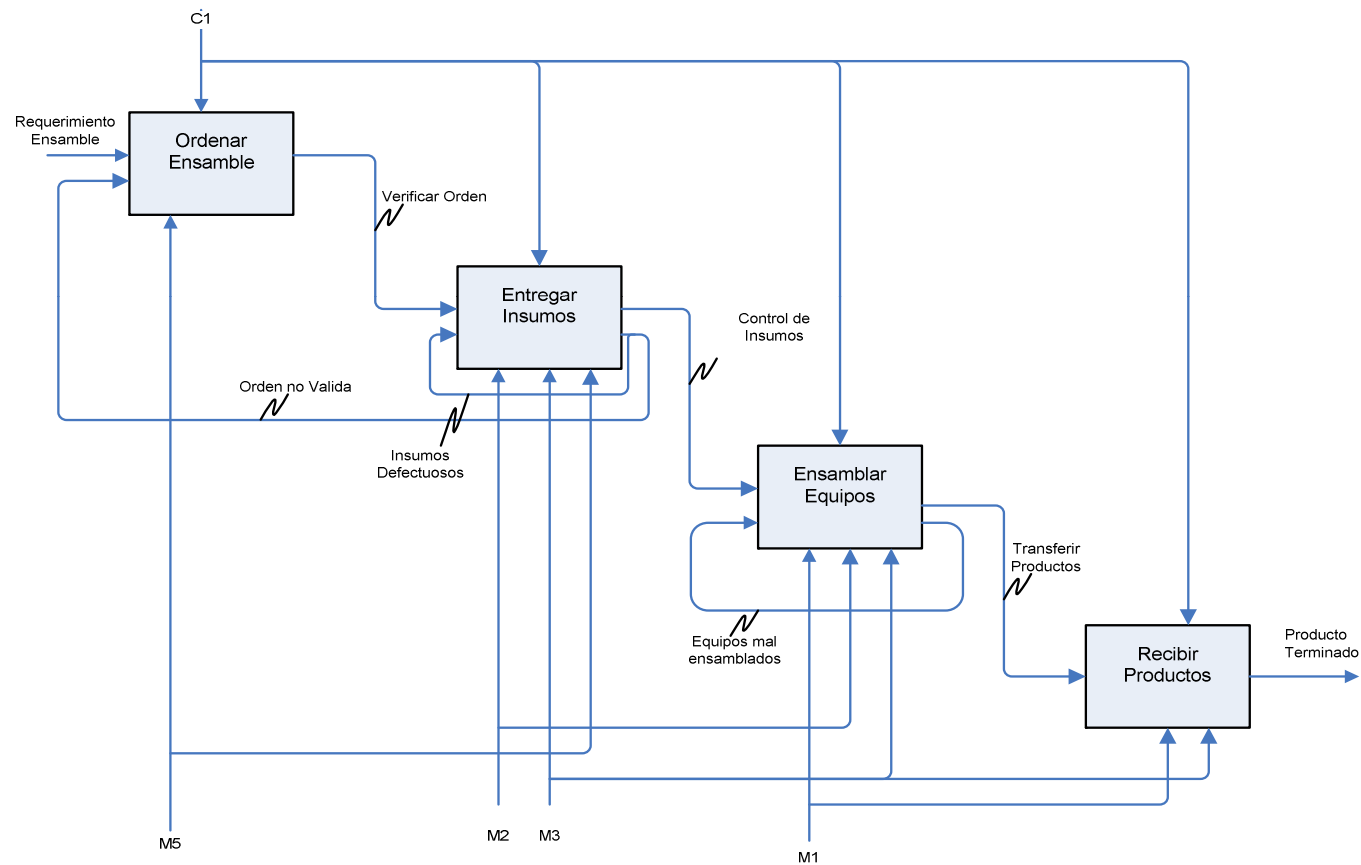 C1
Requerimiento
Ensamble
Ordenar
Ensamble
Verificar Orden
Entregar
Insumos
Control de
Insumos
Orden no Valida
Insumos
Defectuosos
Ensamblar
Equipos
Transferir
Productos
Equipos mal
ensamblados
Recibir
Productos
Producto
Terminado
M5
M2
M3
M1